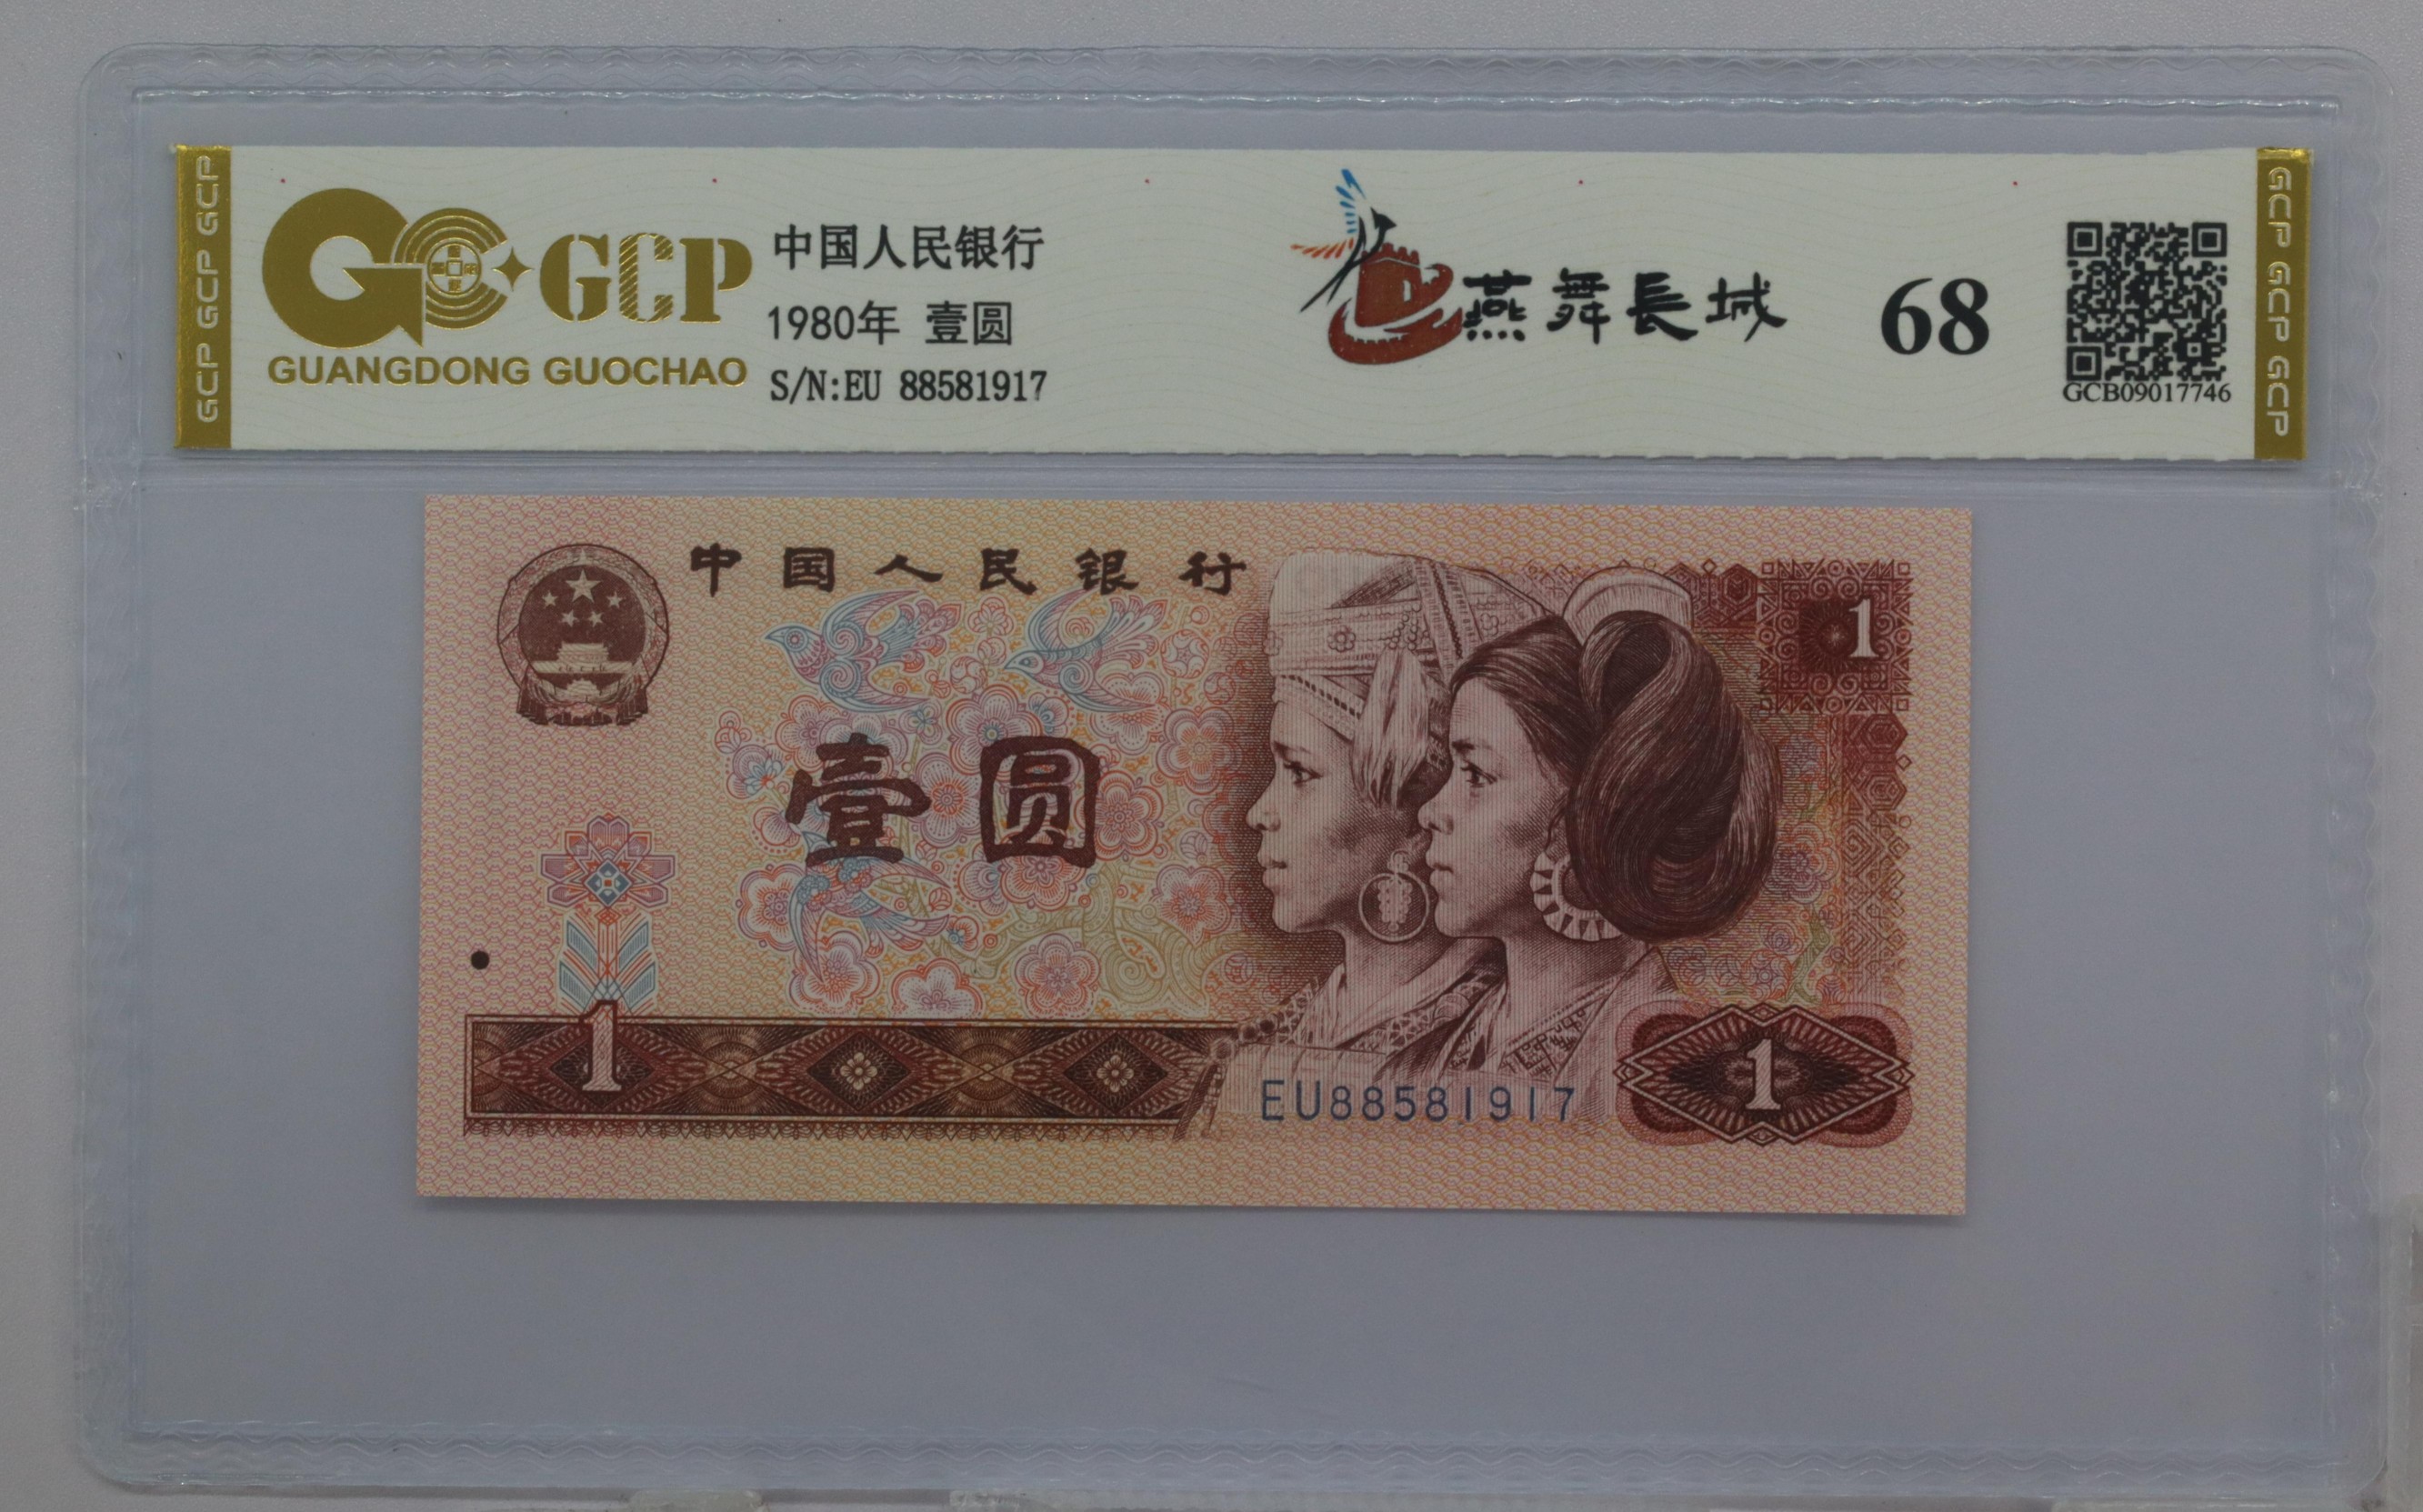 GCP GCP GCP
GCP
GUANGDONG GUOCHAO
中国人民银行
1980年 壹圆
S/N:EU 88581917
燕舞長城
68
GCB09017746
GCP GCP GCP
中国人民银行
1
壹圆
1
EU88581917
1